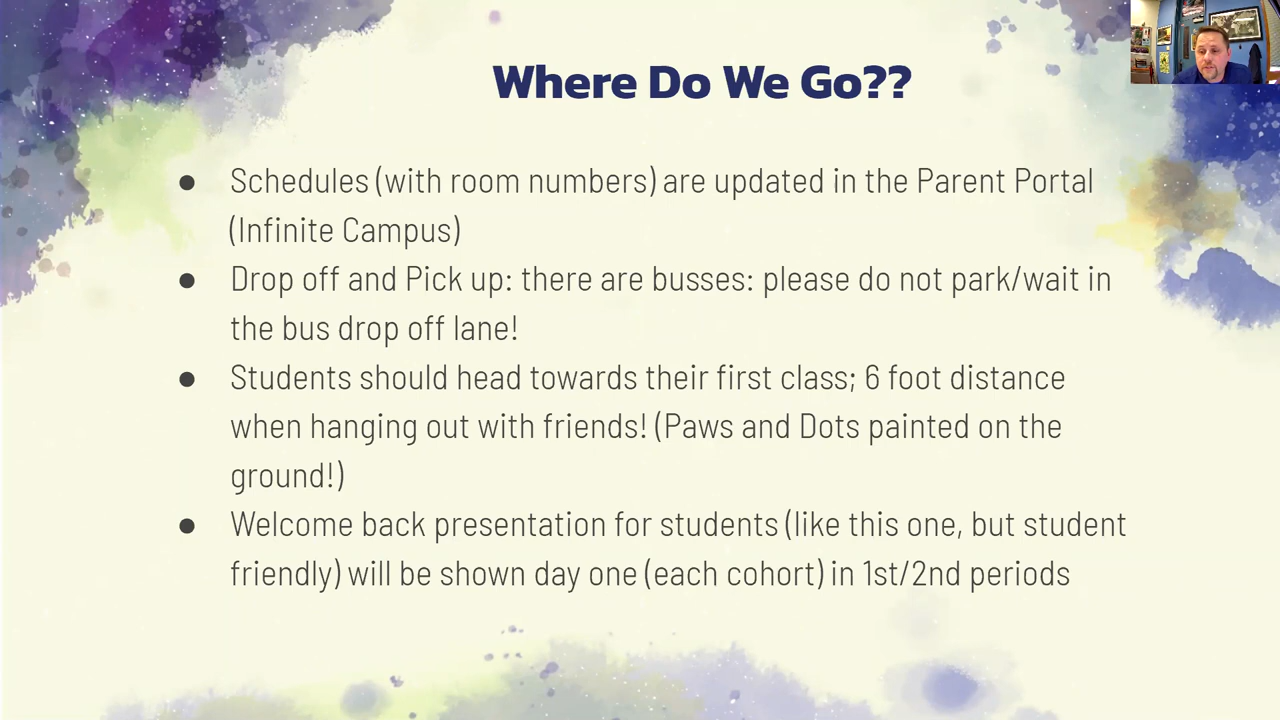 Where Do We Go??
● Schedules (with room numbers) are updated in the Parent Portal
(Infinite Campus)
● Drop off and Pick up: there are busses: please do not park/wait in
the bus drop off lane!
● Students should head towards their first class; 6 foot distance
when hanging out with friends! (Paws and Dots painted on the
ground!)
● Welcome back presentation for students (like this one, but student
friendly) will be shown day one (each cohort) in 1st/2nd periods